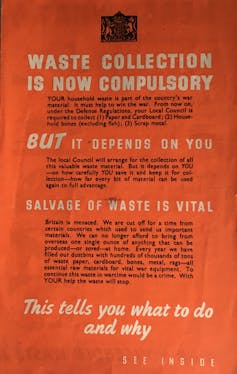 WASTE COLLECTION
IS NOW COMPULSORY
YOUR household waste is part of the country's war
material. It must help to win the war. From now on,
under the Defence Regulations, your Local Council is
required to collect (1) Paper and Cardboard; (2) House-
hold bones (excluding fish); (3) Scrap metal.
BUT IT DEPENDS ON YOU
The local Council will arrange for the collection of all
this valuable waste material. But it depends on YOU
—on how carefully YOU save it and keep it for col-
lection—how far every bit of material can be used
again to full advantage.
SALVAGE OF WASTE IS VITAL
Britain is menaced. We are cut off for a time from
certain countries which used to send us important
materials. We can no longer afford to bring from
overseas one single ounce of anything that can be
produced—or saved—at home. Every year we have
filled our dustbins with hundreds of thousands of tons
of waste paper, cardboard, bones, metal, rags—all
essential raw materials for vital war equipment. To
continue this waste in wartime would be a crime. With
YOUR help the waste will stop.
This tells you what to do
and why
SEE INSIDE